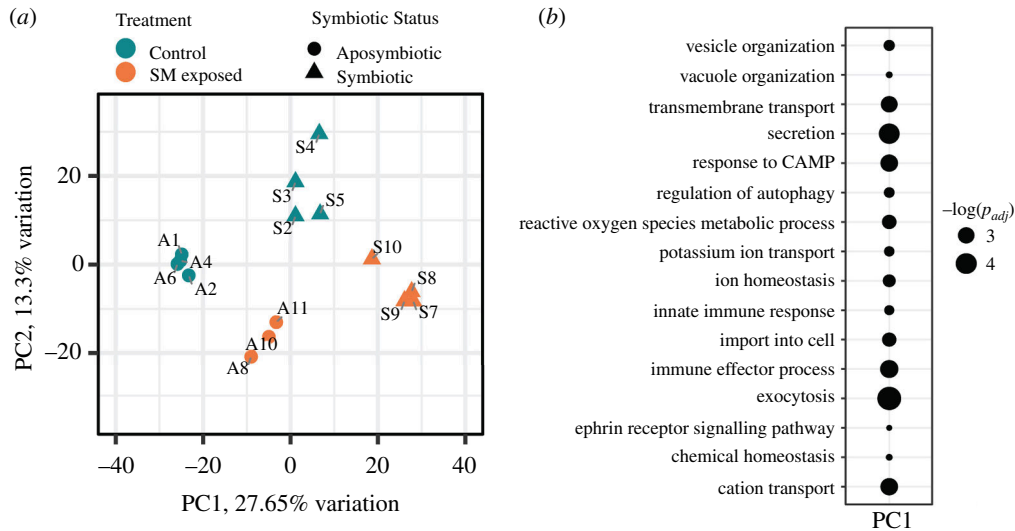 (a)
Treatment
Control
SM exposed
Symbiotic Status
Aposymbiotic
Symbiotic
PC2, 13.3% variation
20
0
−20
S4
S3
S5
S2
A1
A4
A6
A2
S10
S8
S9
S7
A11
A10
A8
−40
−20
0
20
40
PC1, 27.65% variation
(b)
vesicle organization
vacuole organization
transmembrane transport
secretion
response to CAMP
regulation of autophagy
reactive oxygen species metabolic process
potassium ion transport
ion homeostasis
innate immune response
import into cell
immune effector process
exocytosis
ephrin receptor signalling pathway
chemical homeostasis
cation transport
PC1
−log(p_adj)
3
4